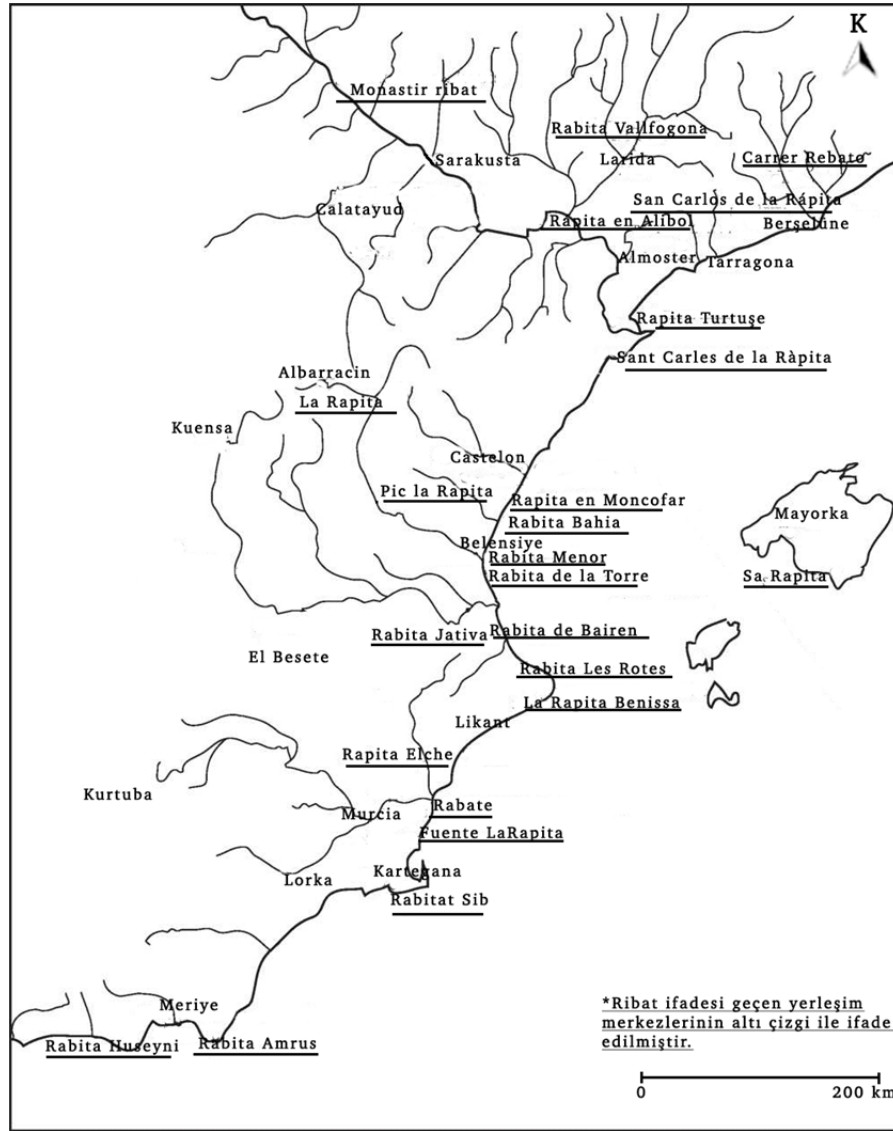 K
Monastir ribat
Rabita Vallfogona
Sarakusta
Larida
Carrer Rebato
San Carlos de la Rápita
Calatayud
Rapita en Alibol
Berşelune
Almoster
Tarragona
Rapita Turtuşe
Sant Carles de la Ràpita
Albarracin
La Rapita
Kuensa
Castelon
Pic la Rapita
Rapita en Moncofar
Mayorka
Rabita Bahia
Belensiye
Rabita Menor
Rabita de la Torre
Sa Rapita
Rabita Jativa
Rabita de Bairen
El Besete
Rabita Les Rotes
La Rapita Benissa
Likant
Rapita Elche
Kurtuba
Rabate
Murcia
Fuente LaRapita
Kartegana
Lorka
Rabitat Sib
Meriye
Rabita Huseyni
Rabita Amrus
*Ribat ifadesi geçen yerleşim
merkezlerinin altı çizgi ile ifade
edilmiştir.
0 200 km